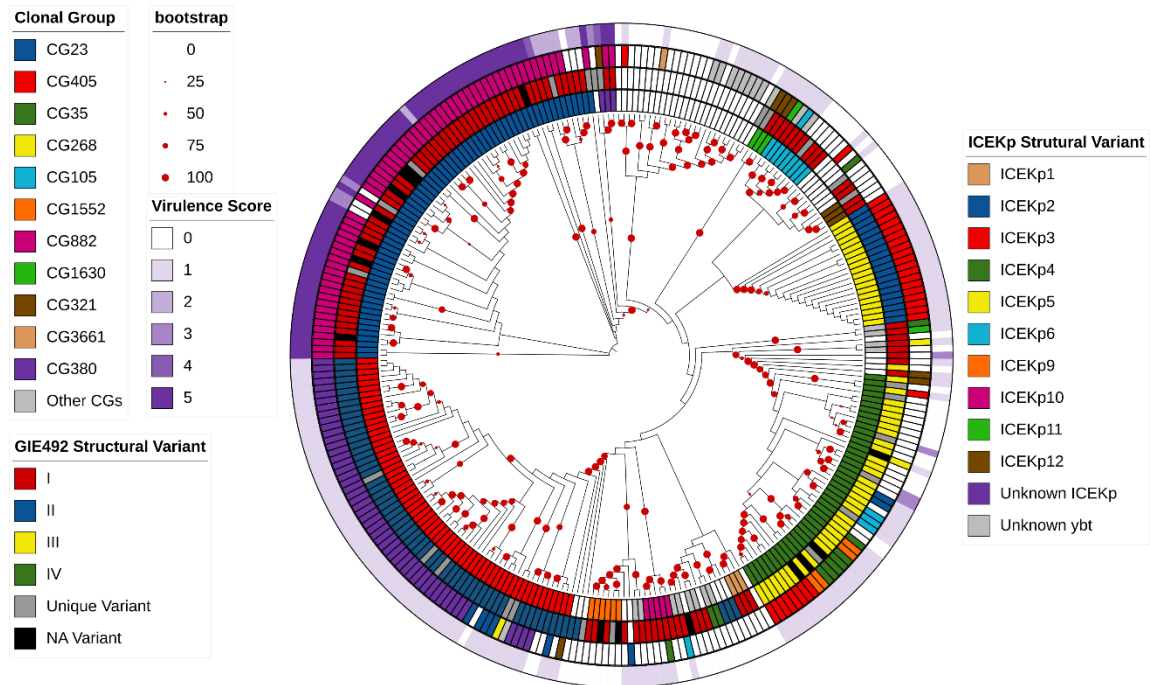 Clonal Group
CG23
CG405
CG35
CG268
CG105
CG1552
CG882
CG1630
CG321
CG3661
CG380
Other CGs
bootstrap
0
25
50
75
100
Virulence Score
0
1
2
3
4
5
GIE492 Structural Variant
I
II
III
IV
Unique Variant
NA Variant
ICEKp Strutural Variant
ICEKp1
ICEKp2
ICEKp3
ICEKp4
ICEKp5
ICEKp6
ICEKp9
ICEKp10
ICEKp11
ICEKp12
Unknown ICEKp
Unknown ybt